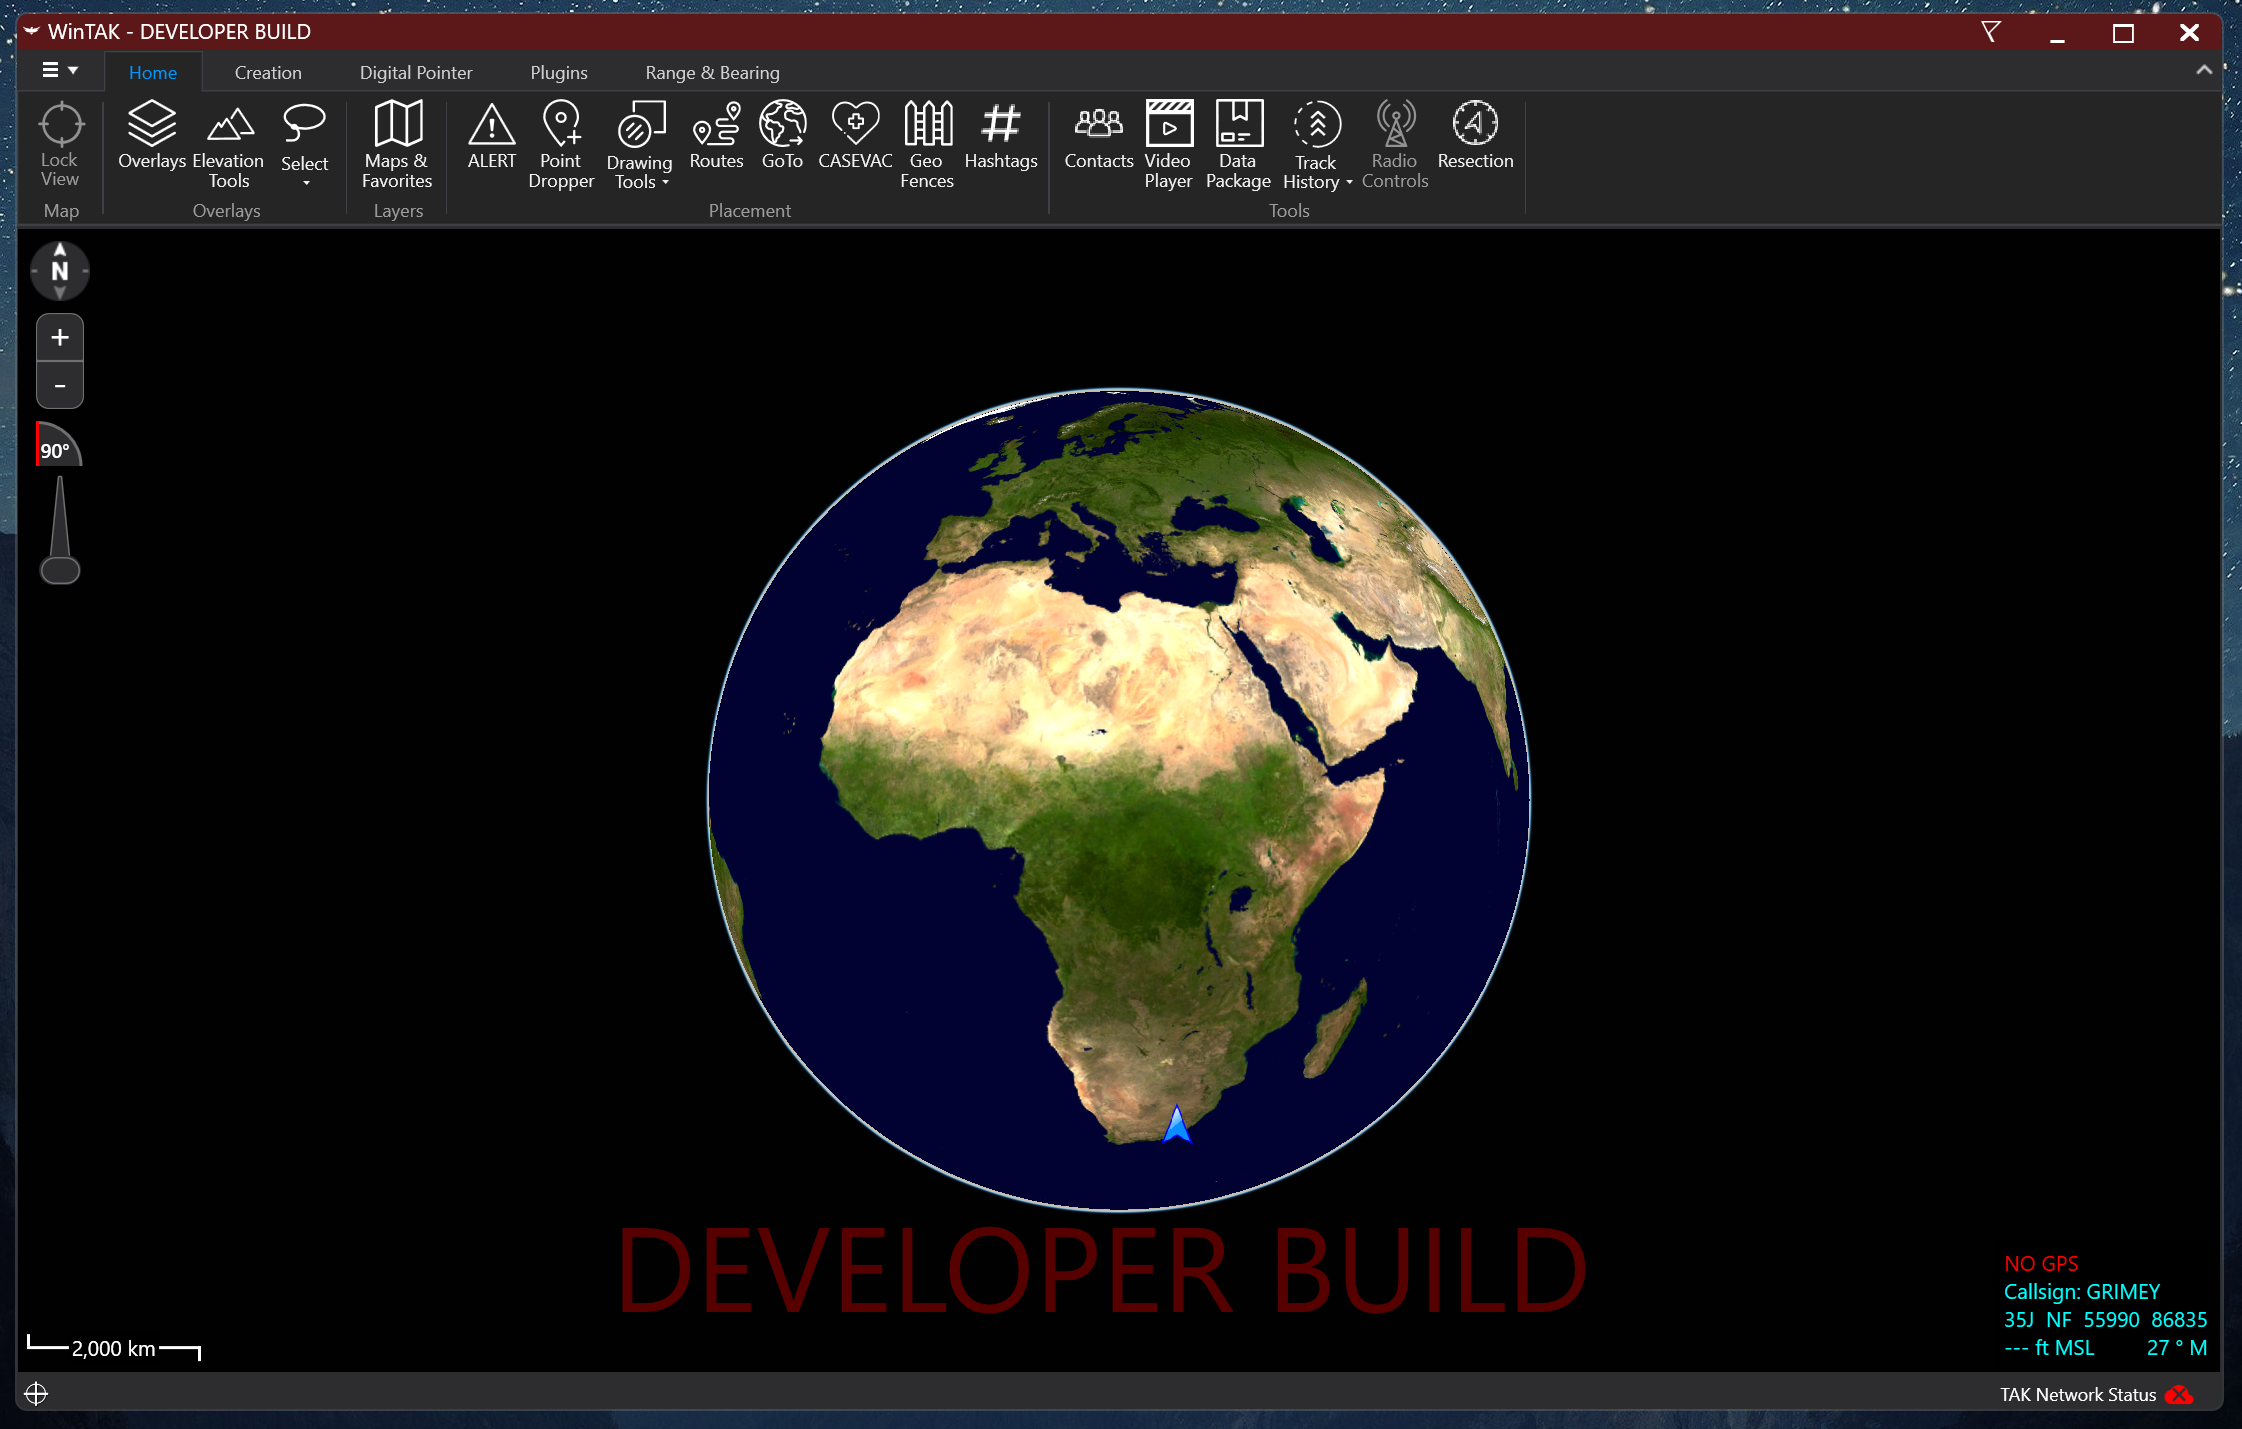 WinTAK - DEVELOPER BUILD
Home Creation Digital Pointer Plugins Range & Bearing
Lock View
Overlays
Elevation Tools
Select
Maps & Favorites
ALERT
Point Dropper
Drawing Tools
Routes
GoTo
CASEVAC
Geo Fences
Hashtags
Contacts
Video Player
Data Package
Track History
Radio Controls
Resection
Map Overlays Layers Placement Tools
N
+
-
90°
DEVELOPER BUILD
2,000 km
NO GPS
Callsign: GRIMEY
35J NF 55990 86835
--- ft MSL 27 ° M
TAK Network Status